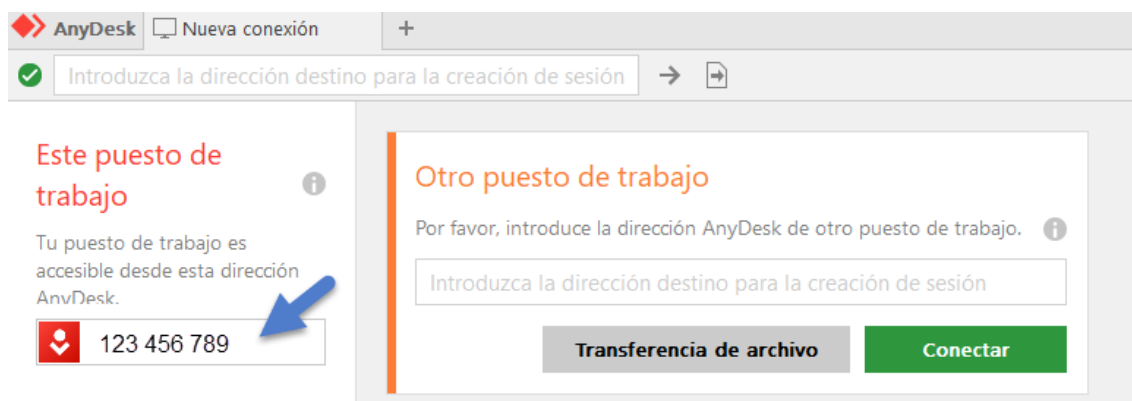 AnyDesk Nueva conexión +
Introduzca la dirección destino para la creación de sesión
Este puesto de
trabajo
Tu puesto de trabajo es
accesible desde esta dirección
AnyDesk.
123 456 789
Otro puesto de trabajo
Por favor, introduce la dirección AnyDesk de otro puesto de trabajo.
Introduzca la dirección destino para la creación de sesión
Transferencia de archivo Conectar